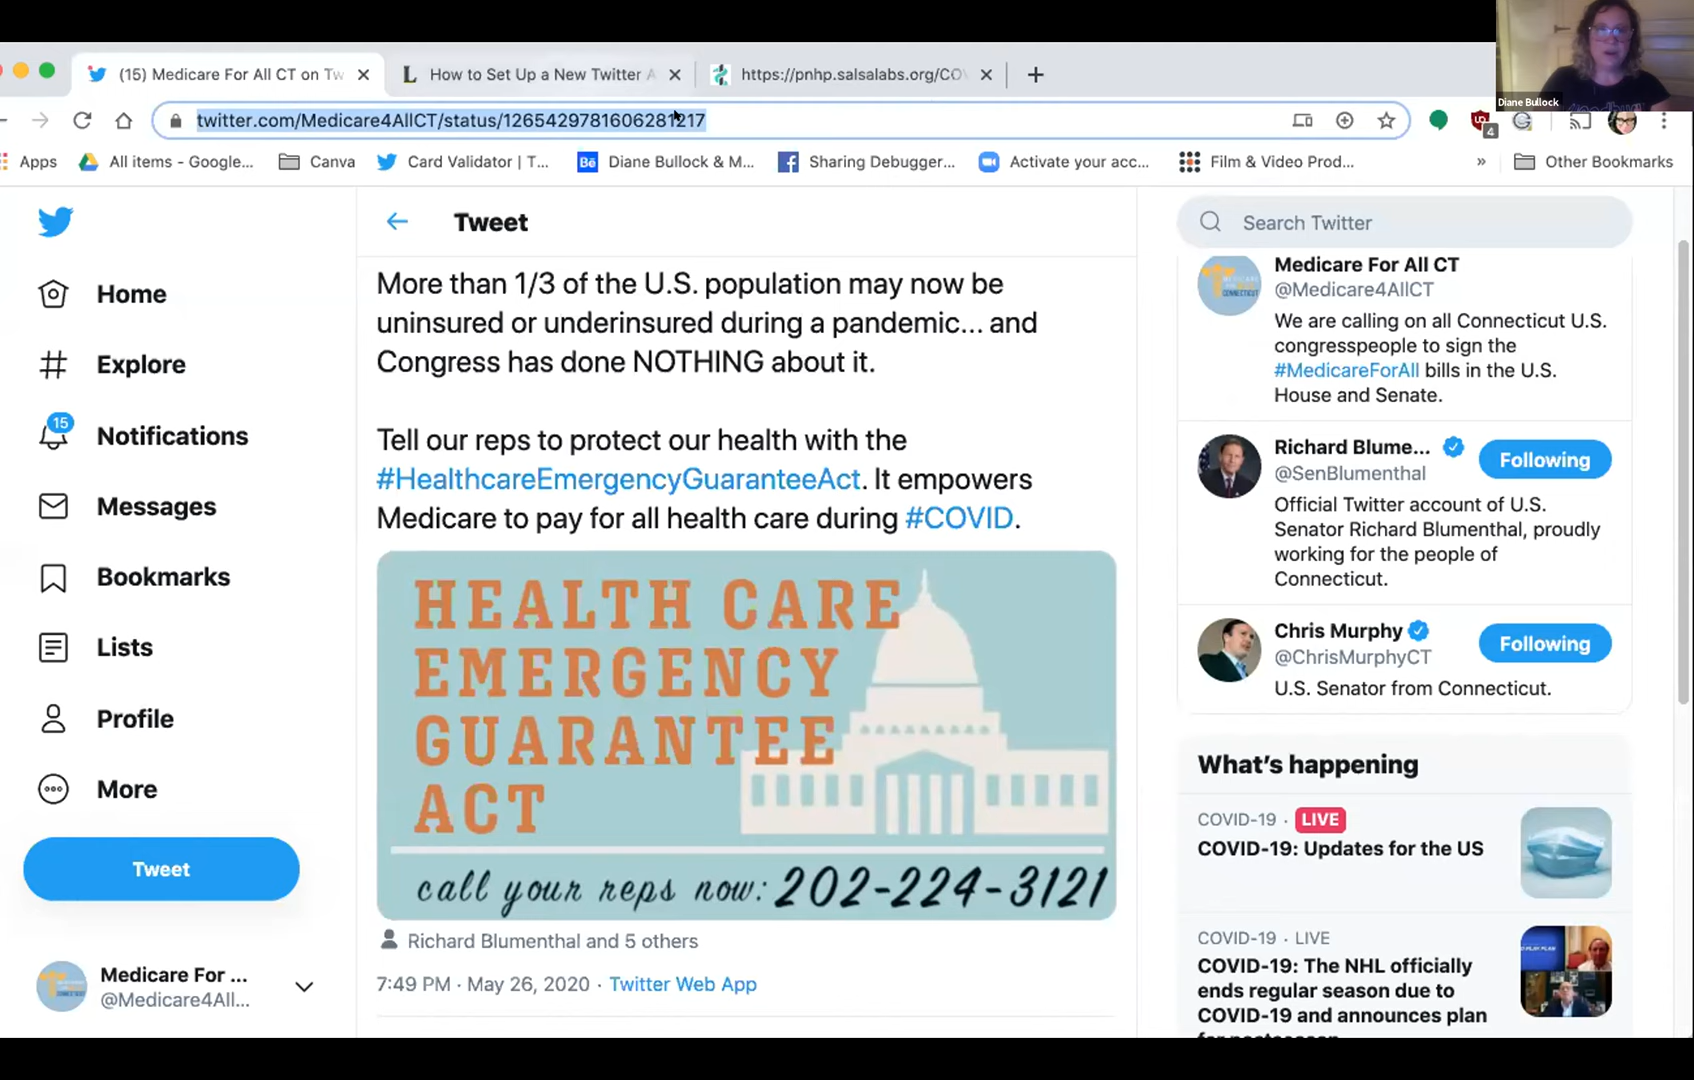 Diane Bullock
(15) Medicare For All CT on Tw
How to Set Up a New Twitter A
https://pnhp.salsalabs.org/CO
twitter.com/Medicare4AllCT/status/1265429781606281217
4
Apps
All items - Google...
Canva
Card Validator | T...
Bē
Diane Bullock & M...
Sharing Debugger...
Activate your acc...
Film & Video Prod...
»
Other Bookmarks
Home
Explore
15
Notifications
Messages
Bookmarks
Lists
Profile
More
Tweet
Medicare For ...
@Medicare4All...
Tweet
More than 1/3 of the U.S. population may now be
uninsured or underinsured during a pandemic... and
Congress has done NOTHING about it.
Tell our reps to protect our health with the
#HealthcareEmergencyGuaranteeAct. It empowers
Medicare to pay for all health care during #COVID.
HEALTH CARE
EMERGENCY
GUARANTEE
ACT
call your reps now: 202-224-3121
Richard Blumenthal and 5 others
7:49 PM · May 26, 2020 · Twitter Web App
Search Twitter
Medicare For All CT
@Medicare4AllCT
We are calling on all Connecticut U.S.
congresspeople to sign the
#MedicareForAll bills in the U.S.
House and Senate.
Richard Blume...
Following
@SenBlumenthal
Official Twitter account of U.S.
Senator Richard Blumenthal, proudly
working for the people of
Connecticut.
Chris Murphy
Following
@ChrisMurphyCT
U.S. Senator from Connecticut.
What's happening
COVID-19 · LIVE
COVID-19: Updates for the US
COVID-19 · LIVE
COVID-19: The NHL officially
ends regular season due to
COVID-19 and announces plan
for postseason